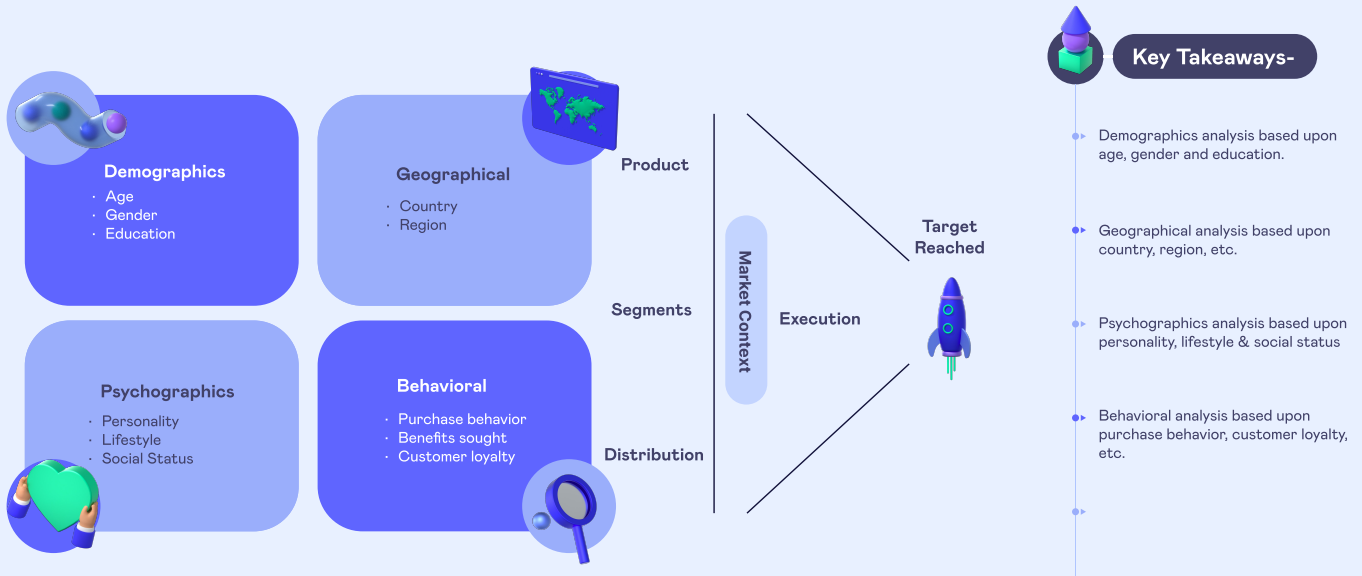 Demographics
· Age
· Gender
· Education
Geographical
· Country
· Region
Psychographics
· Personality
· Lifestyle
· Social Status
Behavioral
· Purchase behavior
· Benefits sought
· Customer loyalty
Product
Segments
Distribution
Market Context
Execution
Target
Reached
Key Takeaways-
Demographics analysis based upon
age, gender and education.
Geographical analysis based upon
country, region, etc.
Psychographics analysis based upon
personality, lifestyle & social status
Behavioral analysis based upon
purchase behavior, customer loyalty,
etc.